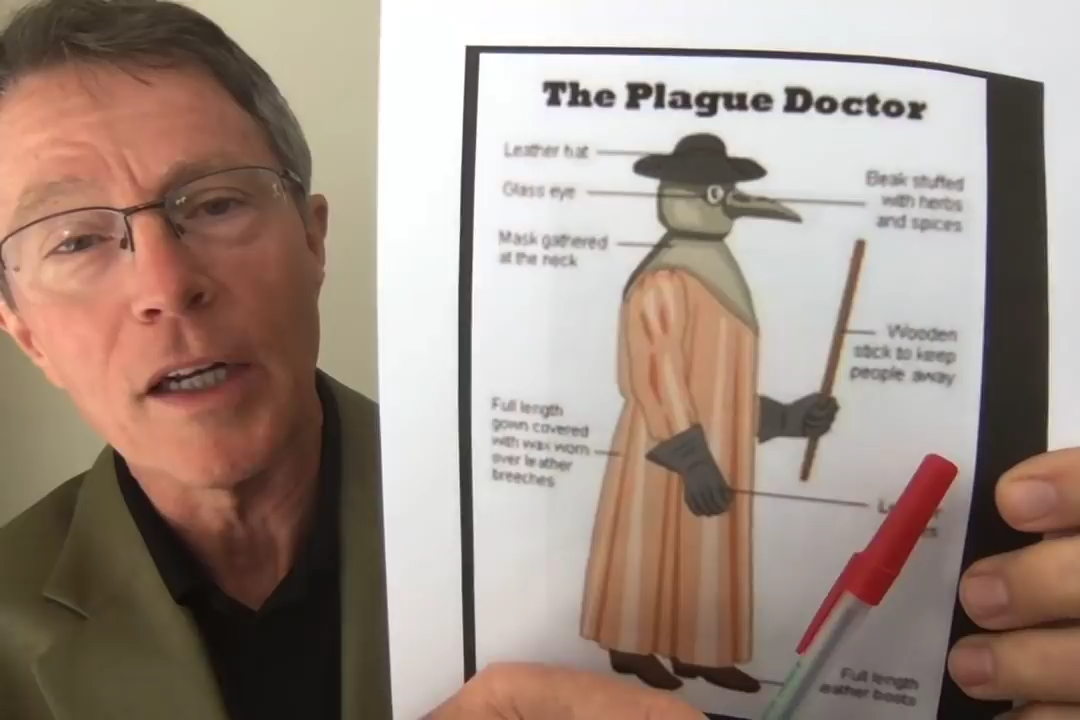 The Plague Doctor
Leather hat
Glass eye
Mask gathered
at the neck
Full length
gown covered
with wax worn
over leather
breeches
Beak stuffed
with herbs
and spices
Wooden
stick to keep
people away
Full length
leather boots